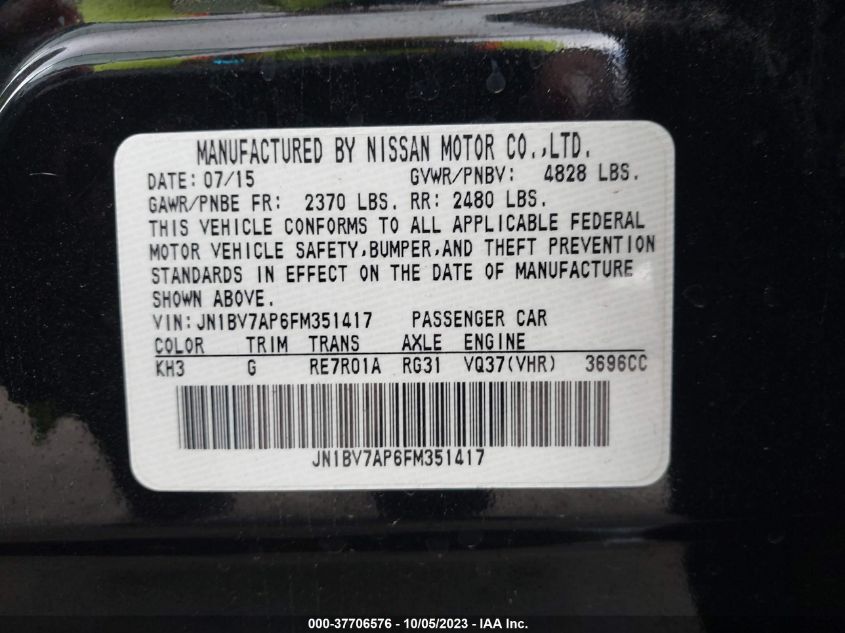 MANUFACTURED BY NISSAN MOTOR CO.,LTD.
DATE: 07/15 GVWR/PNBV: 4828 LBS.
GAWR/PNBE FR: 2370 LBS. RR: 2480 LBS.
THIS VEHICLE CONFORMS TO ALL APPLICABLE FEDERAL
MOTOR VEHICLE SAFETY,BUMPER,AND THEFT PREVENTION
STANDARDS IN EFFECT ON THE DATE OF MANUFACTURE
SHOWN ABOVE.
VIN: JN1BV7AP6FM351417 PASSENGER CAR
COLOR TRIM TRANS AXLE ENGINE
KH3 G RE7R01A RG31 VQ37(VHR) 3696CC
JN1BV7AP6FM351417
000-37706576 - 10/05/2023 - IAA Inc.